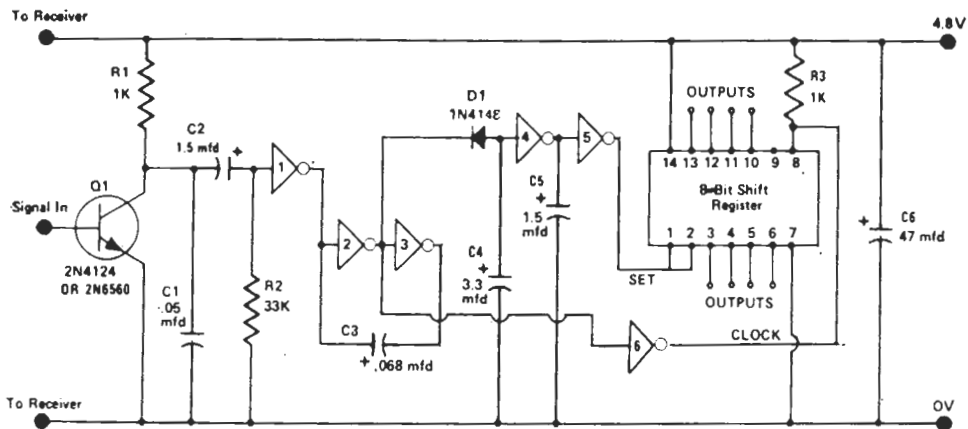 To Receiver
4.8V
R1
1K
C2
1.5 mfd
+
Q1
Signal In
2N4124
OR 2N6560
C1
.05
mfd
R2
33K
1
2
3
C3
+ .068 mfd
D1
1N4148
4
5
C5
+
1.5
mfd
C4
+
3.3
mfd
6
SET
CLOCK
OUTPUTS
R3
1K
14 13 12 11 10 9 8
8-Bit Shift
Register
1 2 3 4 5 6 7
OUTPUTS
+
C6
47 mfd
To Receiver
0V